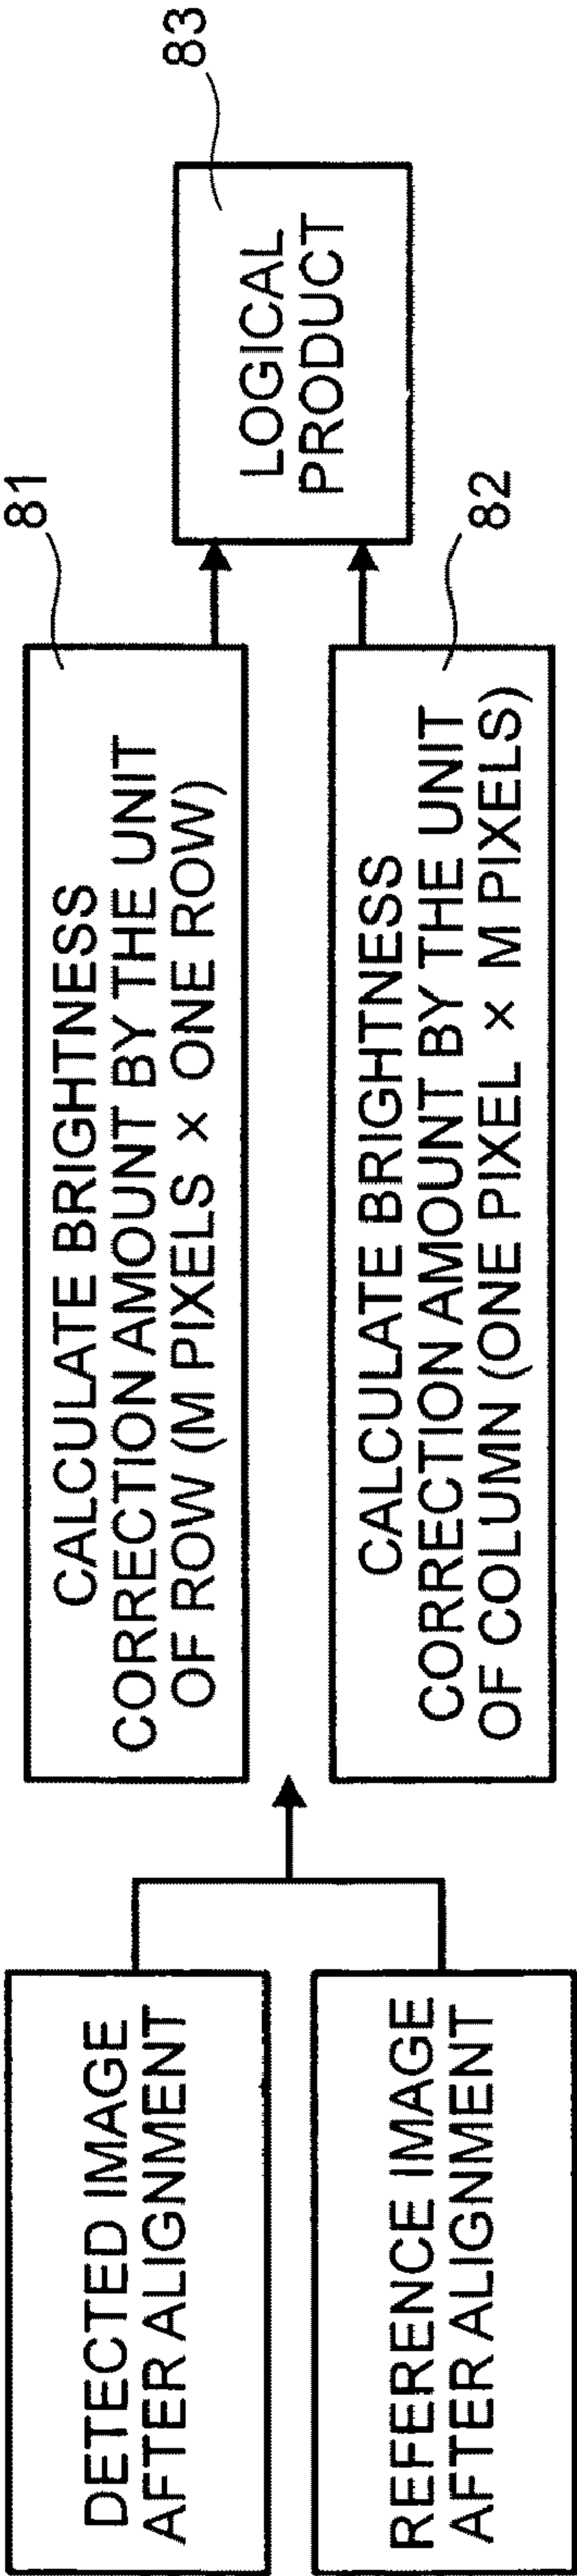 DETECTED IMAGE
AFTER ALIGNMENT
REFERENCE IMAGE
AFTER ALIGNMENT
81
CALCULATE BRIGHTNESS
CORRECTION AMOUNT BY THE UNIT
OF ROW (M PIXELS × ONE ROW)
CALCULATE BRIGHTNESS
CORRECTION AMOUNT BY THE UNIT
OF COLUMN (ONE PIXEL × M PIXELS)
82
83
LOGICAL
PRODUCT